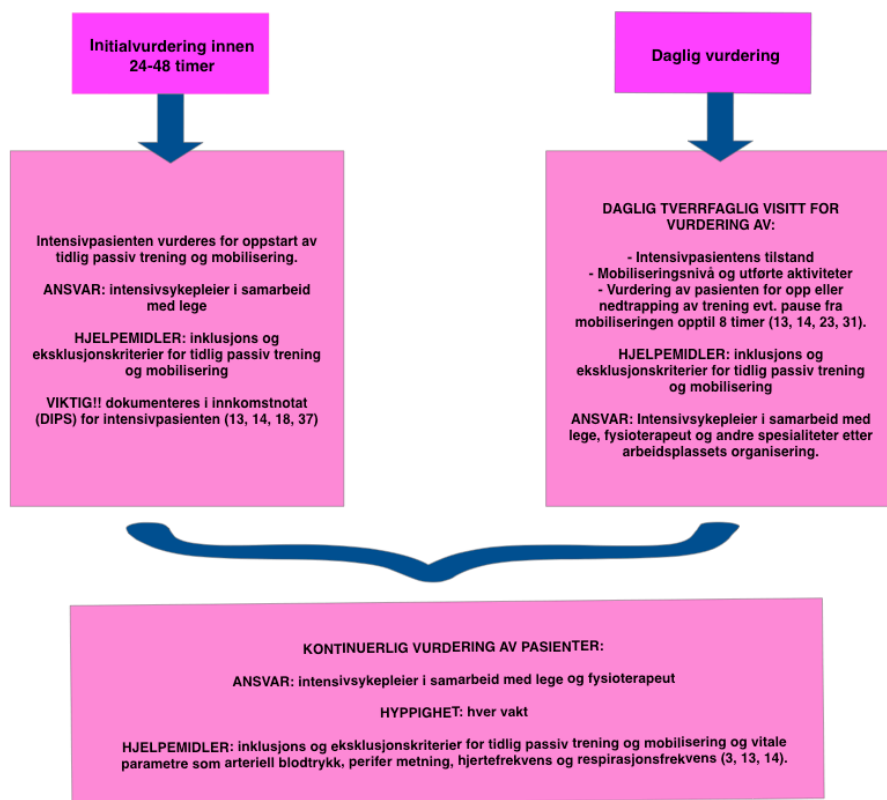 Initialvurdering innen
24-48 timer
Intensivpasienten vurderes for oppstart av
tidlig passiv trening og mobilisering.
ANSVAR: intensivsykepleier i samarbeid
med lege
HJELPEMIDLER: inklusjons og
eksklusjonskriterier for tidlig passiv trening
og mobilisering
VIKTIG!! dokumenteres i innkomstnotat
(DIPS) for intensivpasienten (13, 14, 18, 37)
Daglig vurdering
DAGLIG TVERRFAGLIG VISITT FOR
VURDERING AV:
- Intensivpasientens tilstand
- Mobiliseringsnivå og utførte aktiviteter
- Vurdering av pasienten for opp eller
nedtrapping av trening evt. pause fra
mobiliseringen opptil 8 timer (13, 14, 23, 31).
HJELPEMIDLER: inklusjons og
eksklusjonskriterier for tidlig passiv trening
og mobilisering
ANSVAR: Intensivsykepleier i samarbeid med
lege, fysioterapeut og andre spesialiteter etter
arbeidsplassets organisering.
KONTINUERLIG VURDERING AV PASIENTER:
ANSVAR: intensivsykepleier i samarbeid med lege og fysioterapeut
HYPPIGHET: hver vakt
HJELPEMIDLER: inklusjons og eksklusjonskriterier for tidlig passiv trening og mobilisering og vitale
parametre som arteriell blodtrykk, perifer metning, hjertefrekvens og respirasjonsfrekvens (3, 13, 14).